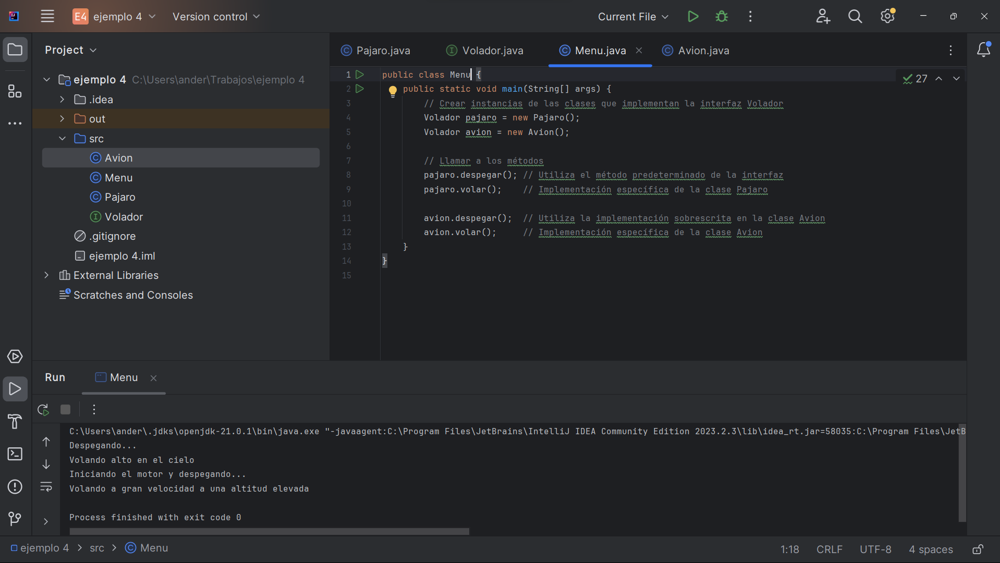 E4 ejemplo 4 Version control Current File
Project
Pajaro.java Volador.java Menu.java Avion.java
ejemplo 4 C:\Users\ander\Trabajos\ejemplo 4
.idea
out
src
Avion
Menu
Pajaro
Volador
.gitignore
ejemplo 4.iml
External Libraries
Scratches and Consoles
27
1 public class Menu {
2 public static void main(String[] args) {
3 // Crear instancias de las clases que implementan la interfaz Volador
4 Volador pajaro = new Pajaro();
5 Volador avion = new Avion();
6
7 // Llamar a los métodos
8 pajaro.despegar(); // Utiliza el método predeterminado de la interfaz
9 pajaro.volar(); // Implementación específica de la clase Pajaro
10
11 avion.despegar(); // Utiliza la implementación sobrescrita en la clase Avion
12 avion.volar(); // Implementación específica de la clase Avion
13 }
14 }
15
Run Menu
C:\Users\ander\.jdks\openjdk-21.0.1\bin\java.exe "-javaagent:C:\Program Files\JetBrains\IntelliJ IDEA Community Edition 2023.2.3\lib\idea_rt.jar=58035:C:\Program Files\JetB
Despegando...
Volando alto en el cielo
Iniciando el motor y despegando...
Volando a gran velocidad a una altitud elevada
Process finished with exit code 0
ejemplo 4 > src > Menu 1:18 CRLF UTF-8 4 spaces